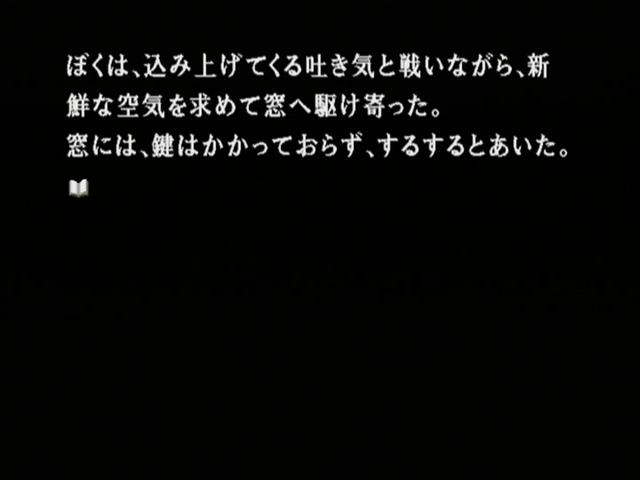 ぼくは、込み上げてくる吐き気と戦いながら、新
鮮な空気を求めて窓へ駆け寄った。
窓には、鍵はかかっておらず、するするとあいた。